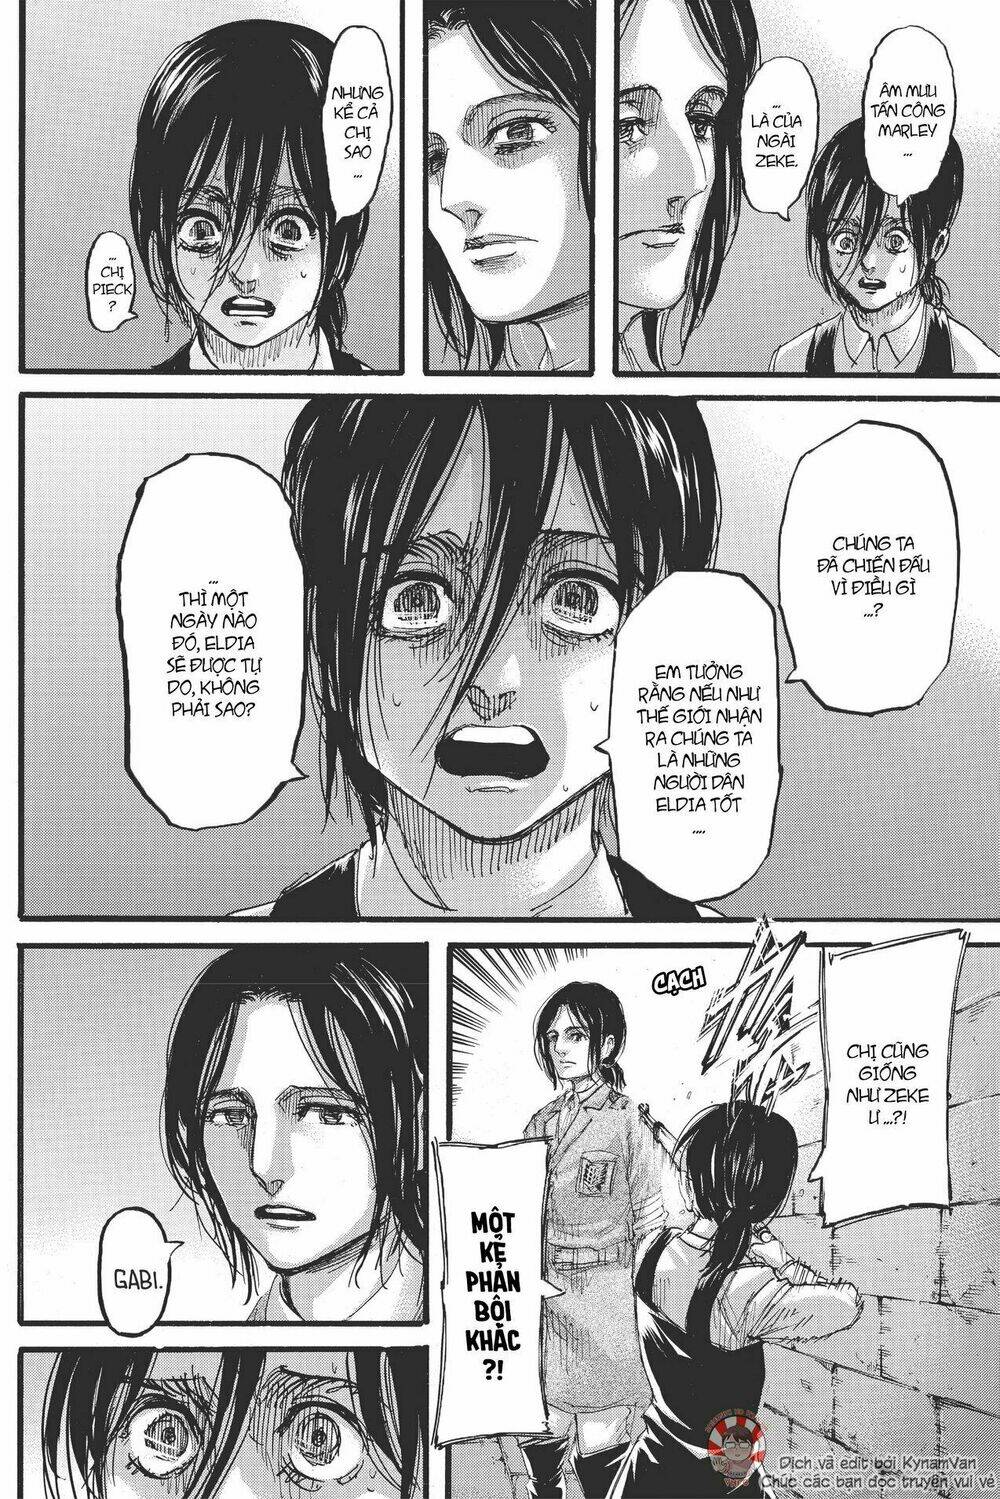 ÂM MƯU
TẤN CÔNG
MARLEY
...
...
LÀ CỦA
NGÀI
ZEKE.
NHƯNG
KỂ CẢ
CHỊ
SAO
...
...
CHỊ
PIECK
?
CHÚNG TA
ĐÃ CHIẾN ĐẤU
VÌ ĐIỀU GÌ
...?
EM TƯỞNG
RẰNG NẾU NHƯ
THẾ GIỚI NHẬN
RA CHÚNG TA
LÀ NHỮNG
NGƯỜI DÂN
ELDIA TỐT
....
...
THÌ MỘT
NGÀY NÀO
ĐÓ, ELDIA
SẼ ĐƯỢC TỰ
DO, KHÔNG
PHẢI SAO?
CHỊ CŨNG
GIỐNG
NHƯ ZEKE
Ư ...?!
CẠCH
MỘT
KẺ
PHẢN
BỘI
KHÁC
?!
GABI.
Dịch và edit bởi KynamVan
Chúc các bạn đọc truyện vui vẻ